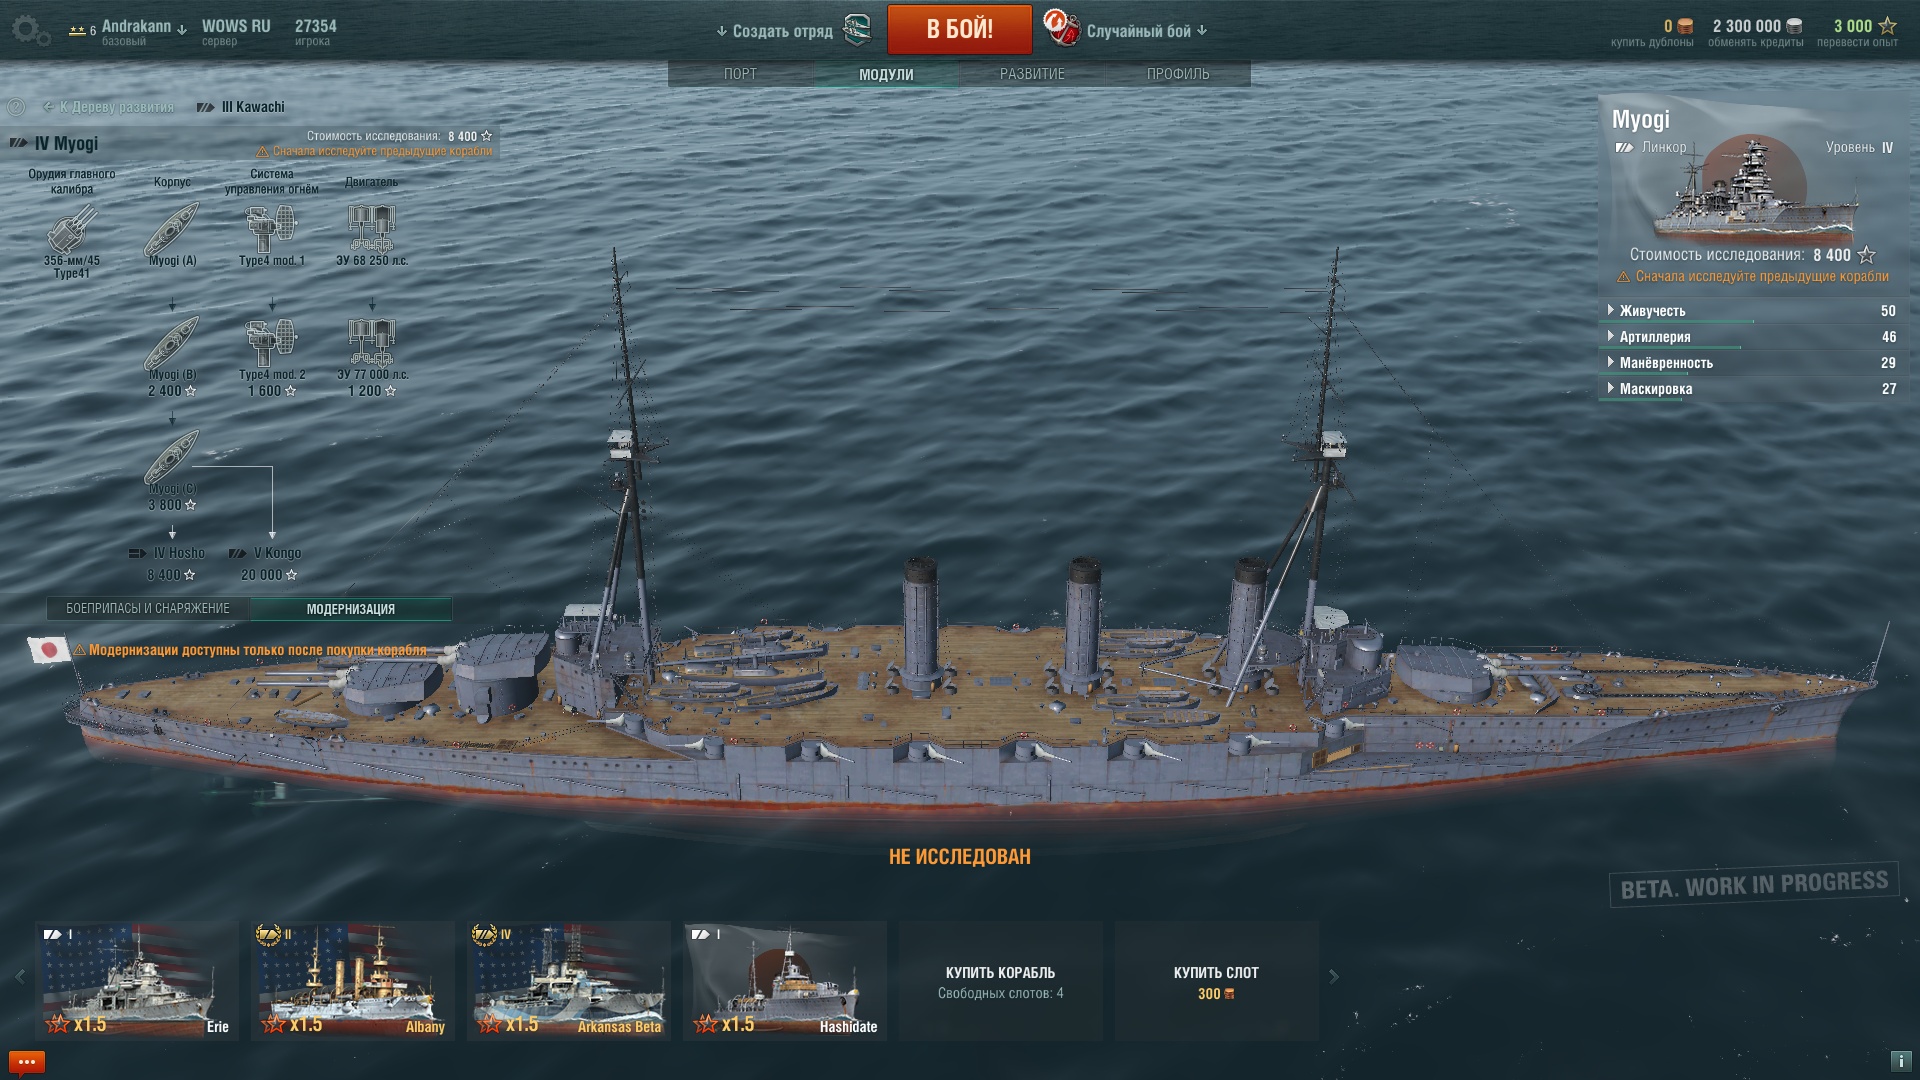 6 Andrakann
базовый
WOWS RU
сервер
27354
игрока
Создать отряд
В БОЙ!
Случайный бой
0
купить дублоны
2 300 000
обменять кредиты
3 000
перевести опыт
ПОРТ
МОДУЛИ
РАЗВИТИЕ
ПРОФИЛЬ
К Дереву развития
III Kawachi
IV Myogi
Стоимость исследования: 8 400
Сначала исследуйте предыдущие корабли
Орудия главного
калибра
Корпус
Система
управления огнём
Двигатель
356-мм/45
Type41
Myogi (A)
Type4 mod. 1
ЭУ 68 250 л.с.
Myogi (B)
2 400
Type4 mod. 2
1 600
ЭУ 77 000 л.с.
1 200
Myogi (C)
3 800
IV Hosho
8 400
V Kongo
20 000
БОЕПРИПАСЫ И СНАРЯЖЕНИЕ
МОДЕРНИЗАЦИЯ
Модернизации доступны только после покупки корабля
Myogi
Линкор
Уровень IV
Стоимость исследования: 8 400
Сначала исследуйте предыдущие корабли
Живучесть 50
Артиллерия 46
Манёвренность 29
Маскировка 27
НЕ ИССЛЕДОВАН
BETA. WORK IN PROGRESS
I
x1.5
Erie
II
x1.5
Albany
IV
x1.5
Arkansas Beta
I
x1.5
Hashidate
КУПИТЬ КОРАБЛЬ
Свободных слотов: 4
КУПИТЬ СЛОТ
300